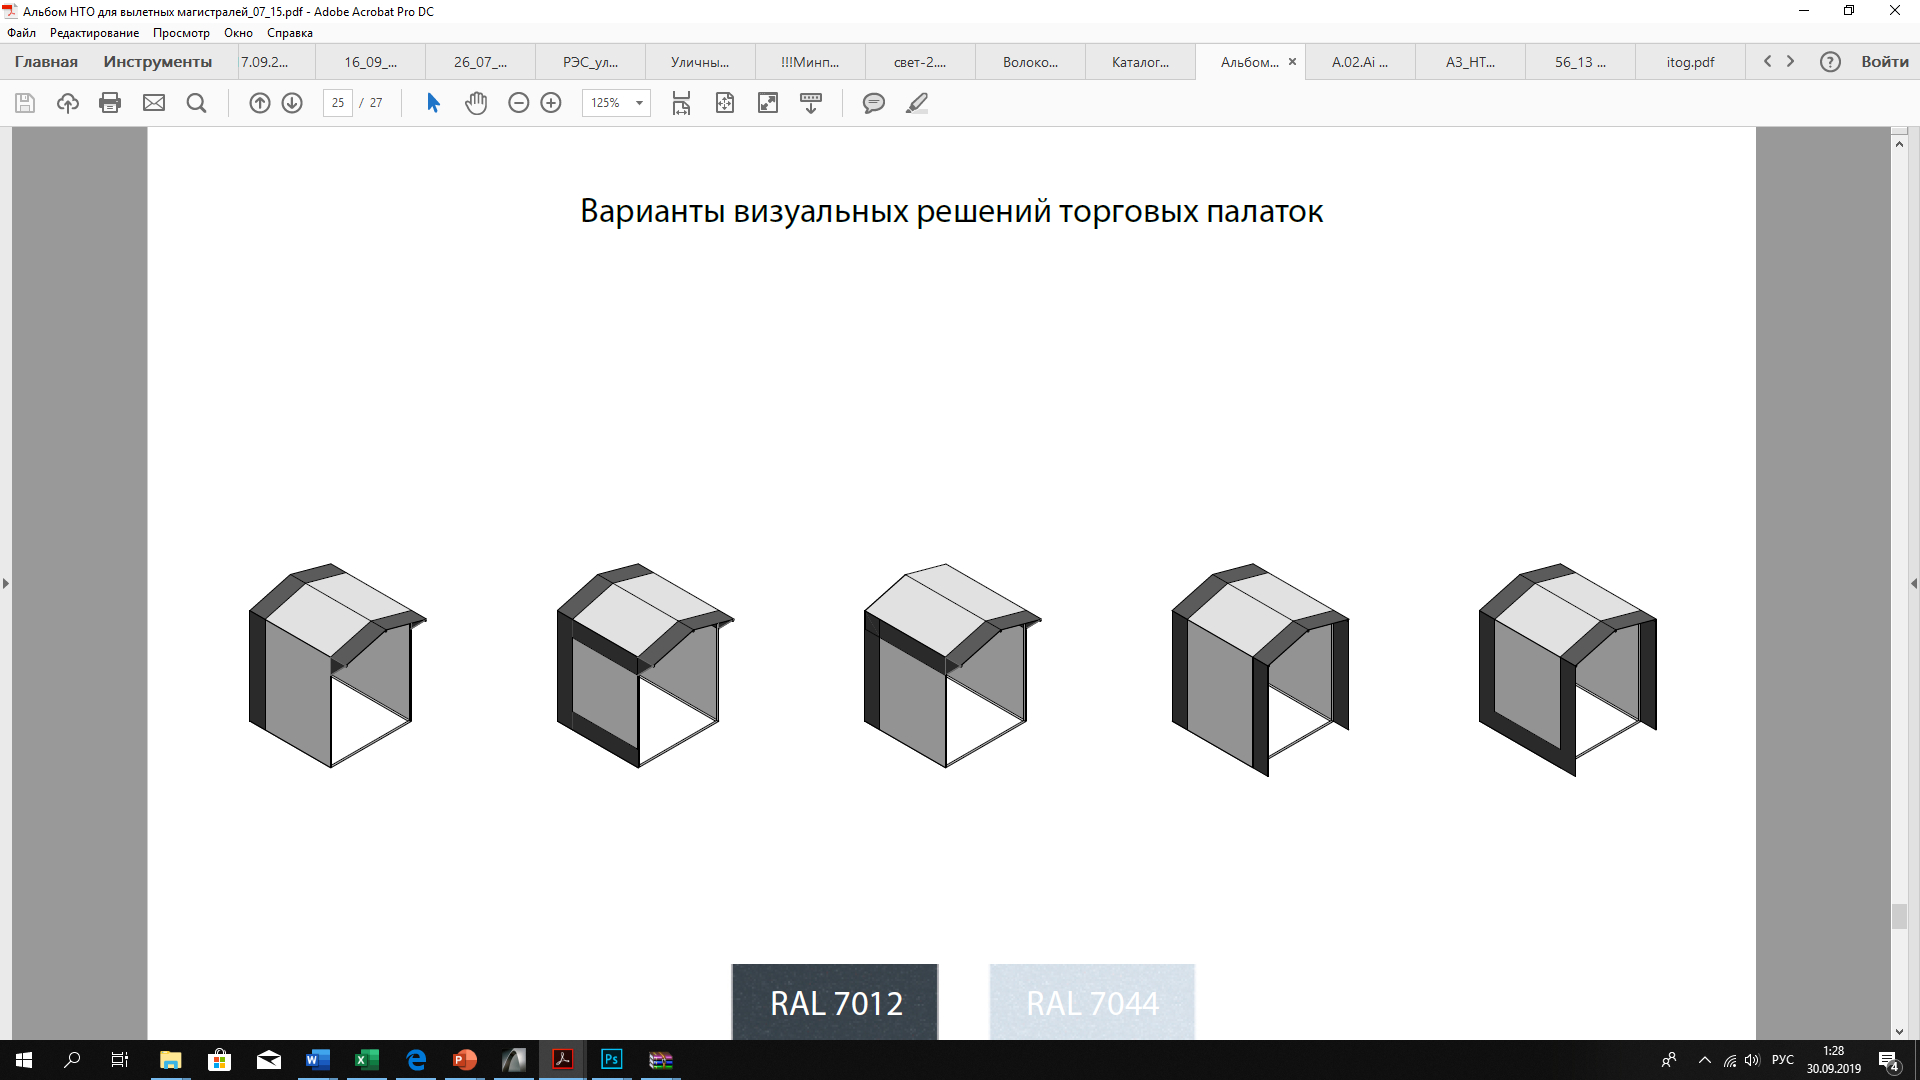 Альбом НТО для вылетных магистралей_07_15.pdf - Adobe Acrobat Pro DC
Файл Редактирование Просмотр Окно Справка
Главная Инструменты 7.09.2... 16_09_... 26_07_... РЭС_ул... Уличны... !!!Минп... свет-2.... Волоко... Каталог... Альбом... × A.02.Ai ... А3_НТ... 56_13 ... itog.pdf Войти
25 / 27 125%
Варианты визуальных решений торговых палаток
RAL 7012 RAL 7044
РУС 1:28
30.09.2019 4